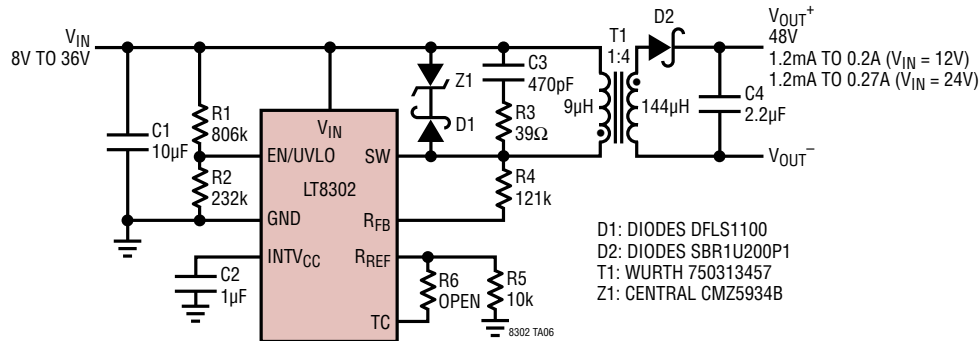 D2
VOUT+
48V
1.2mA TO 0.2A (VIN = 12V)
1.2mA TO 0.27A (VIN = 24V)
VIN
8V TO 36V
T1
1:4
C3
470pF
Z1
R1
806k
9µH
144µH
C4
2.2µF
R3
39Ω
D1
C1
10µF
VIN
EN/UVLO
SW
VOUT–
R2
232k
LT8302
R4
121k
GND
RFB
D1: DIODES DFLS1100
D2: DIODES SBR1U200P1
T1: WURTH 750313457
Z1: CENTRAL CMZ5934B
INTVCC
RREF
C2
1µF
R6
OPEN
R5
10k
TC
8302 TA06